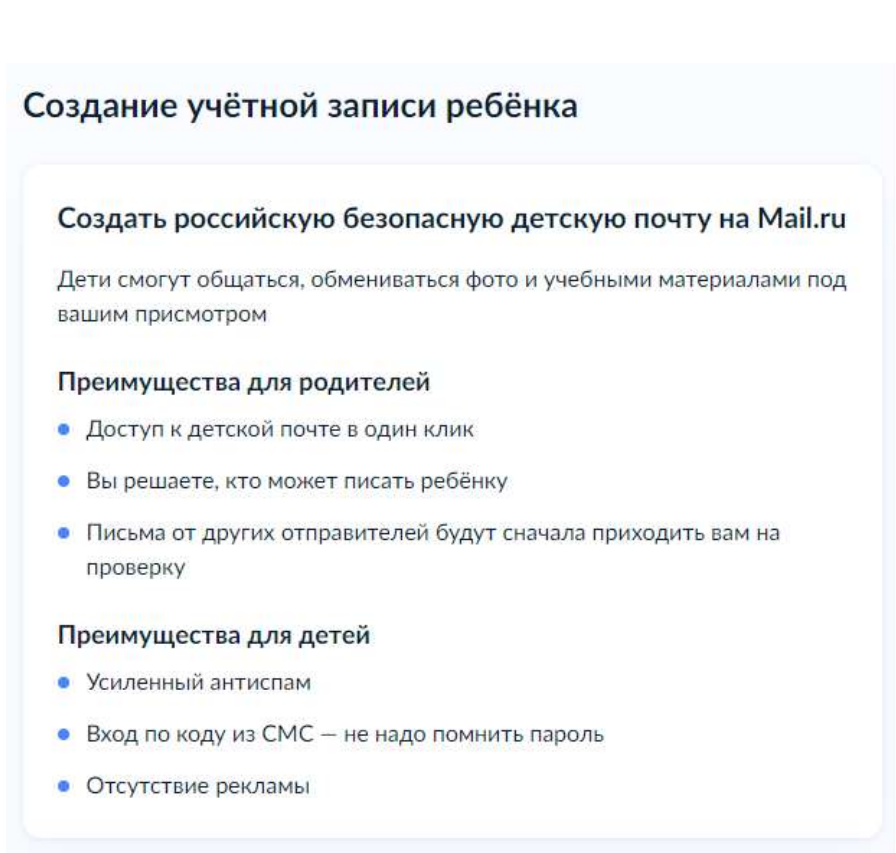 Создание учётной записи ребёнка
Создать российскую безопасную детскую почту на Mail.ru
Дети смогут общаться, обмениваться фото и учебными материалами под
вашим присмотром
Преимущества для родителей
Доступ к детской почте в один клик
Вы решаете, кто может писать ребёнку
Письма от других отправителей будут сначала приходить вам на
проверку
Преимущества для детей
Усиленный антиспам
Вход по коду из СМС — не надо помнить пароль
Отсутствие рекламы